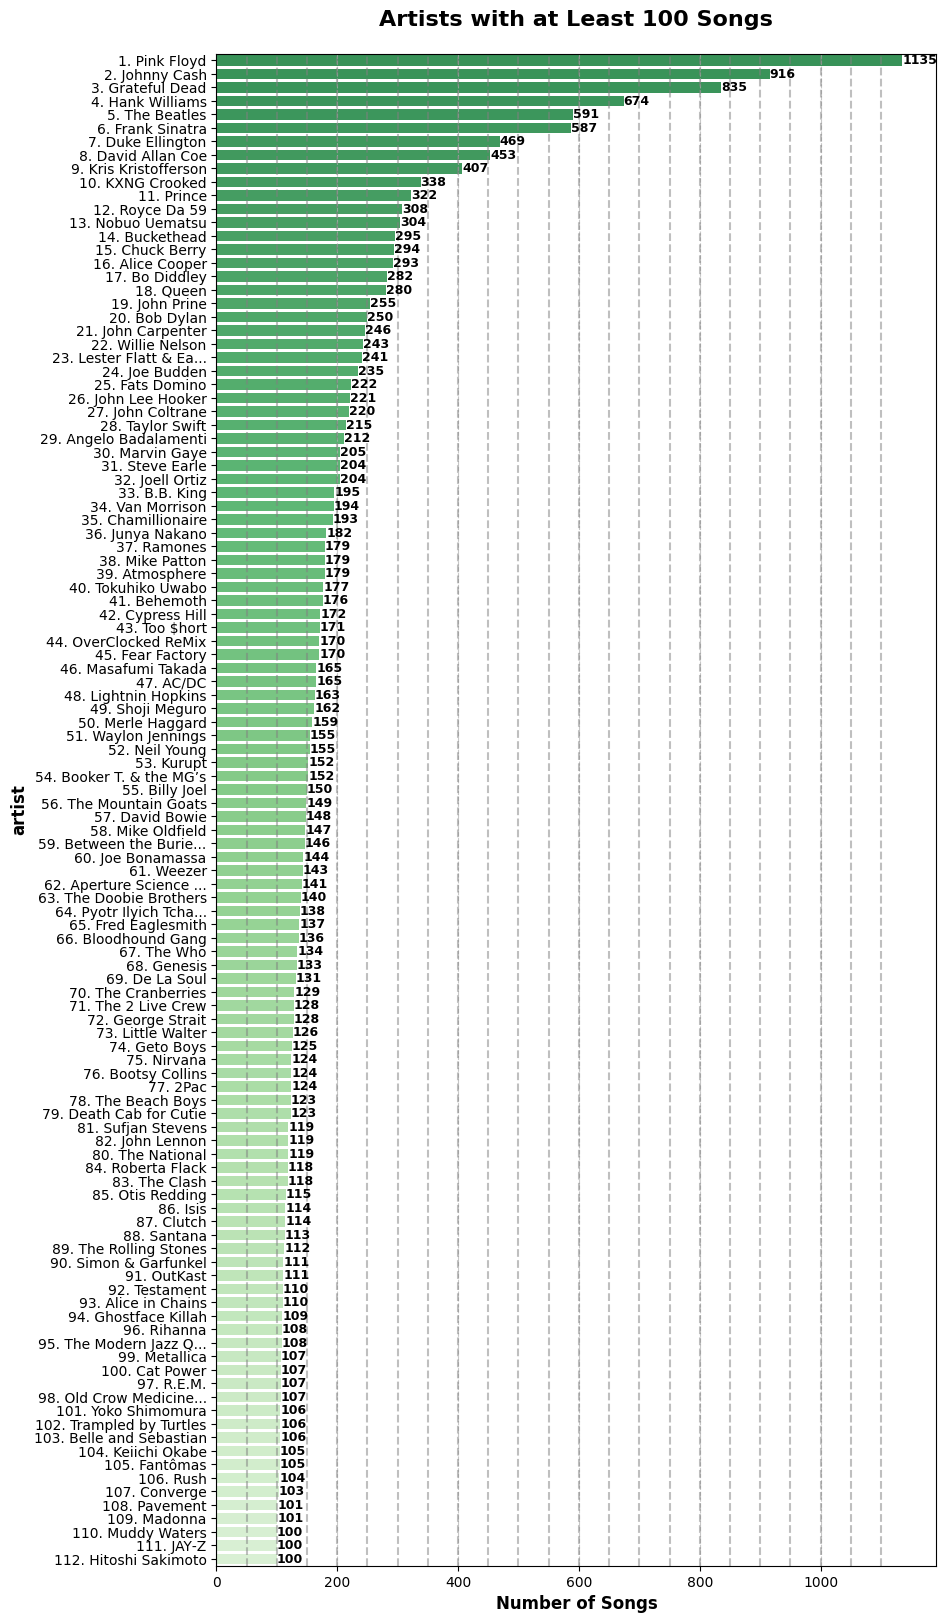 Artists with at Least 100 Songs
1. Pink Floyd 1135
2. Johnny Cash 916
3. Grateful Dead 835
4. Hank Williams 674
5. The Beatles 591
6. Frank Sinatra 587
7. Duke Ellington 469
8. David Allan Coe 453
9. Kris Kristofferson 407
10. KXNG Crooked 338
11. Prince 322
12. Royce Da 59 308
13. Nobuo Uematsu 304
14. Buckethead 295
15. Chuck Berry 294
16. Alice Cooper 293
17. Bo Diddley 282
18. Queen 280
19. John Prine 255
20. Bob Dylan 250
21. John Carpenter 246
22. Willie Nelson 243
23. Lester Flatt & Ea... 241
24. Joe Budden 235
25. Fats Domino 222
26. John Lee Hooker 221
27. John Coltrane 220
28. Taylor Swift 215
29. Angelo Badalamenti 212
30. Marvin Gaye 205
31. Steve Earle 204
32. Joell Ortiz 204
33. B.B. King 195
34. Van Morrison 194
35. Chamillionaire 193
36. Junya Nakano 182
37. Ramones 179
38. Mike Patton 179
39. Atmosphere 179
40. Tokuhiko Uwabo 177
41. Behemoth 176
42. Cypress Hill 172
43. Too $hort 171
44. OverClocked ReMix 170
45. Fear Factory 170
46. Masafumi Takada 165
47. AC/DC 165
48. Lightnin Hopkins 163
49. Shoji Meguro 162
50. Merle Haggard 159
51. Waylon Jennings 155
52. Neil Young 155
53. Kurupt 152
54. Booker T. & the MG’s 152
55. Billy Joel 150
56. The Mountain Goats 149
57. David Bowie 148
58. Mike Oldfield 147
59. Between the Burie... 146
60. Joe Bonamassa 144
61. Weezer 143
62. Aperture Science ... 141
63. The Doobie Brothers 140
64. Pyotr Ilyich Tcha... 138
65. Fred Eaglesmith 137
66. Bloodhound Gang 136
67. The Who 134
68. Genesis 133
69. De La Soul 131
70. The Cranberries 129
71. The 2 Live Crew 128
72. George Strait 128
73. Little Walter 126
74. Geto Boys 125
75. Nirvana 124
76. Bootsy Collins 124
77. 2Pac 124
78. The Beach Boys 123
79. Death Cab for Cutie 123
81. Sufjan Stevens 119
82. John Lennon 119
80. The National 119
84. Roberta Flack 118
83. The Clash 118
85. Otis Redding 115
86. Isis 114
87. Clutch 114
88. Santana 113
89. The Rolling Stones 112
90. Simon & Garfunkel 111
91. OutKast 111
92. Testament 110
93. Alice in Chains 110
94. Ghostface Killah 109
96. Rihanna 108
95. The Modern Jazz Q... 108
99. Metallica 107
100. Cat Power 107
97. R.E.M. 107
98. Old Crow Medicine... 107
101. Yoko Shimomura 106
102. Trampled by Turtles 106
103. Belle and Sebastian 106
104. Keiichi Okabe 105
105. Fantômas 105
106. Rush 104
107. Converge 103
108. Pavement 101
109. Madonna 101
110. Muddy Waters 100
111. JAY-Z 100
112. Hitoshi Sakimoto 100
artist
0 200 400 600 800 1000
Number of Songs